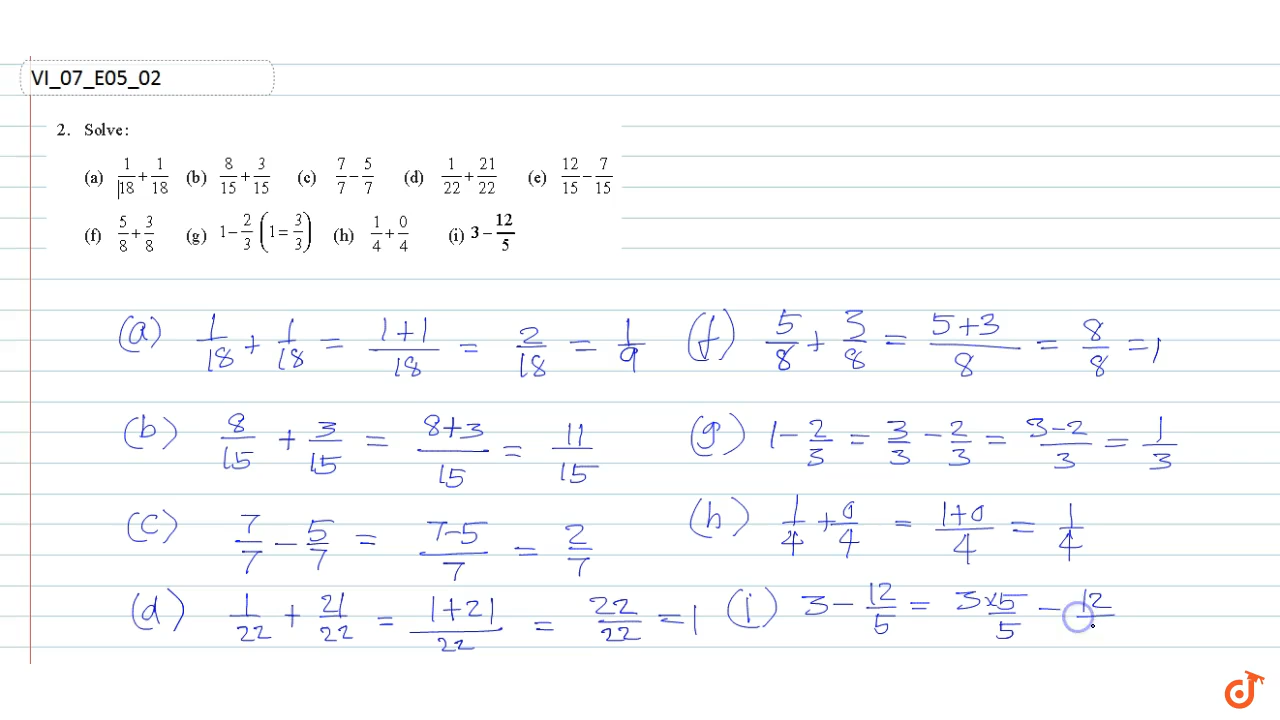 VI_07_E05_02
2. Solve:
(a) 1/18 + 1/18 (b) 8/15 + 3/15 (c) 7/7 − 5/7 (d) 1/22 + 21/22 (e) 12/15 − 7/15
(f) 5/8 + 3/8 (g) 1 − 2/3 (1 = 3/3) (h) 1/4 + 0/4 (i) 3 − 12/5
(a) 1/18 + 1/18 = (1+1)/18 = 2/18 = 1/9
(b) 8/15 + 3/15 = (8+3)/15 = 11/15
(c) 7/7 − 5/7 = (7−5)/7 = 2/7
(d) 1/22 + 21/22 = (1+21)/22 = 22/22 = 1
(f) 5/8 + 3/8 = (5+3)/8 = 8/8 = 1
(g) 1 − 2/3 = 3/3 − 2/3 = (3−2)/3 = 1/3
(h) 1/4 + 0/4 = (1+0)/4 = 1/4
(i) 3 − 12/5 = (3×5)/5 − 12/